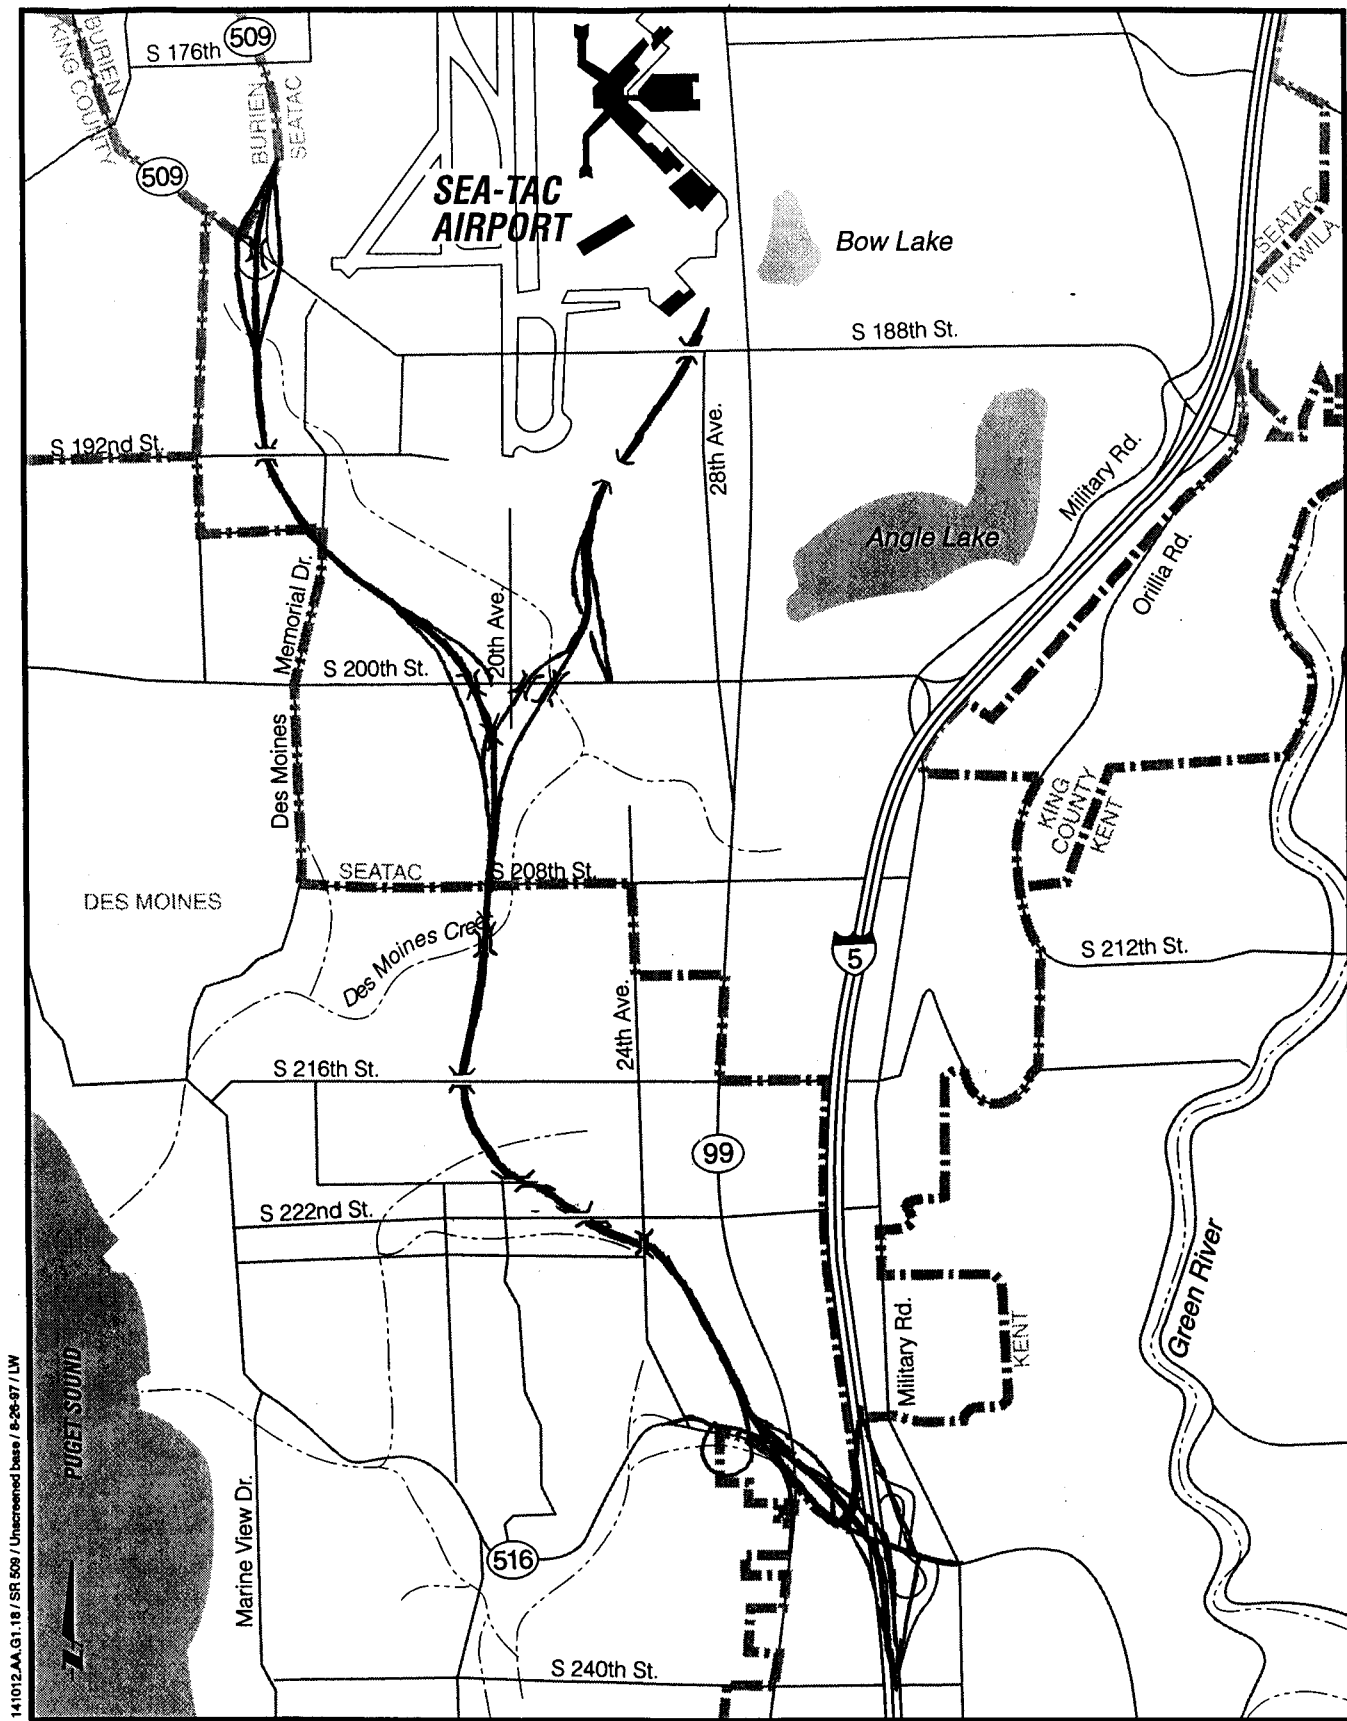 S 176th
509
BURIEN
KING COUNTY
BURIEN
SEATAC
509
SEA-TAC
AIRPORT
Bow Lake
SEATAC
TUKWILA
S 188th St.
S 192nd St.
28th Ave.
Military Rd.
Angle Lake
Orillia Rd.
Memorial Dr.
20th Ave.
S 200th St.
Des Moines
KING
COUNTY
KENT
SEATAC
S 208th St.
DES MOINES
Des Moines Creek
5
S 212th St.
24th Ave.
S 216th St.
99
S 222nd St.
Green River
Military Rd.
KENT
PUGET SOUND
Marine View Dr.
516
S 240th St.
141012.AA.G1.18 / SR 509 / Unscreened base / 8-26-97 / LW